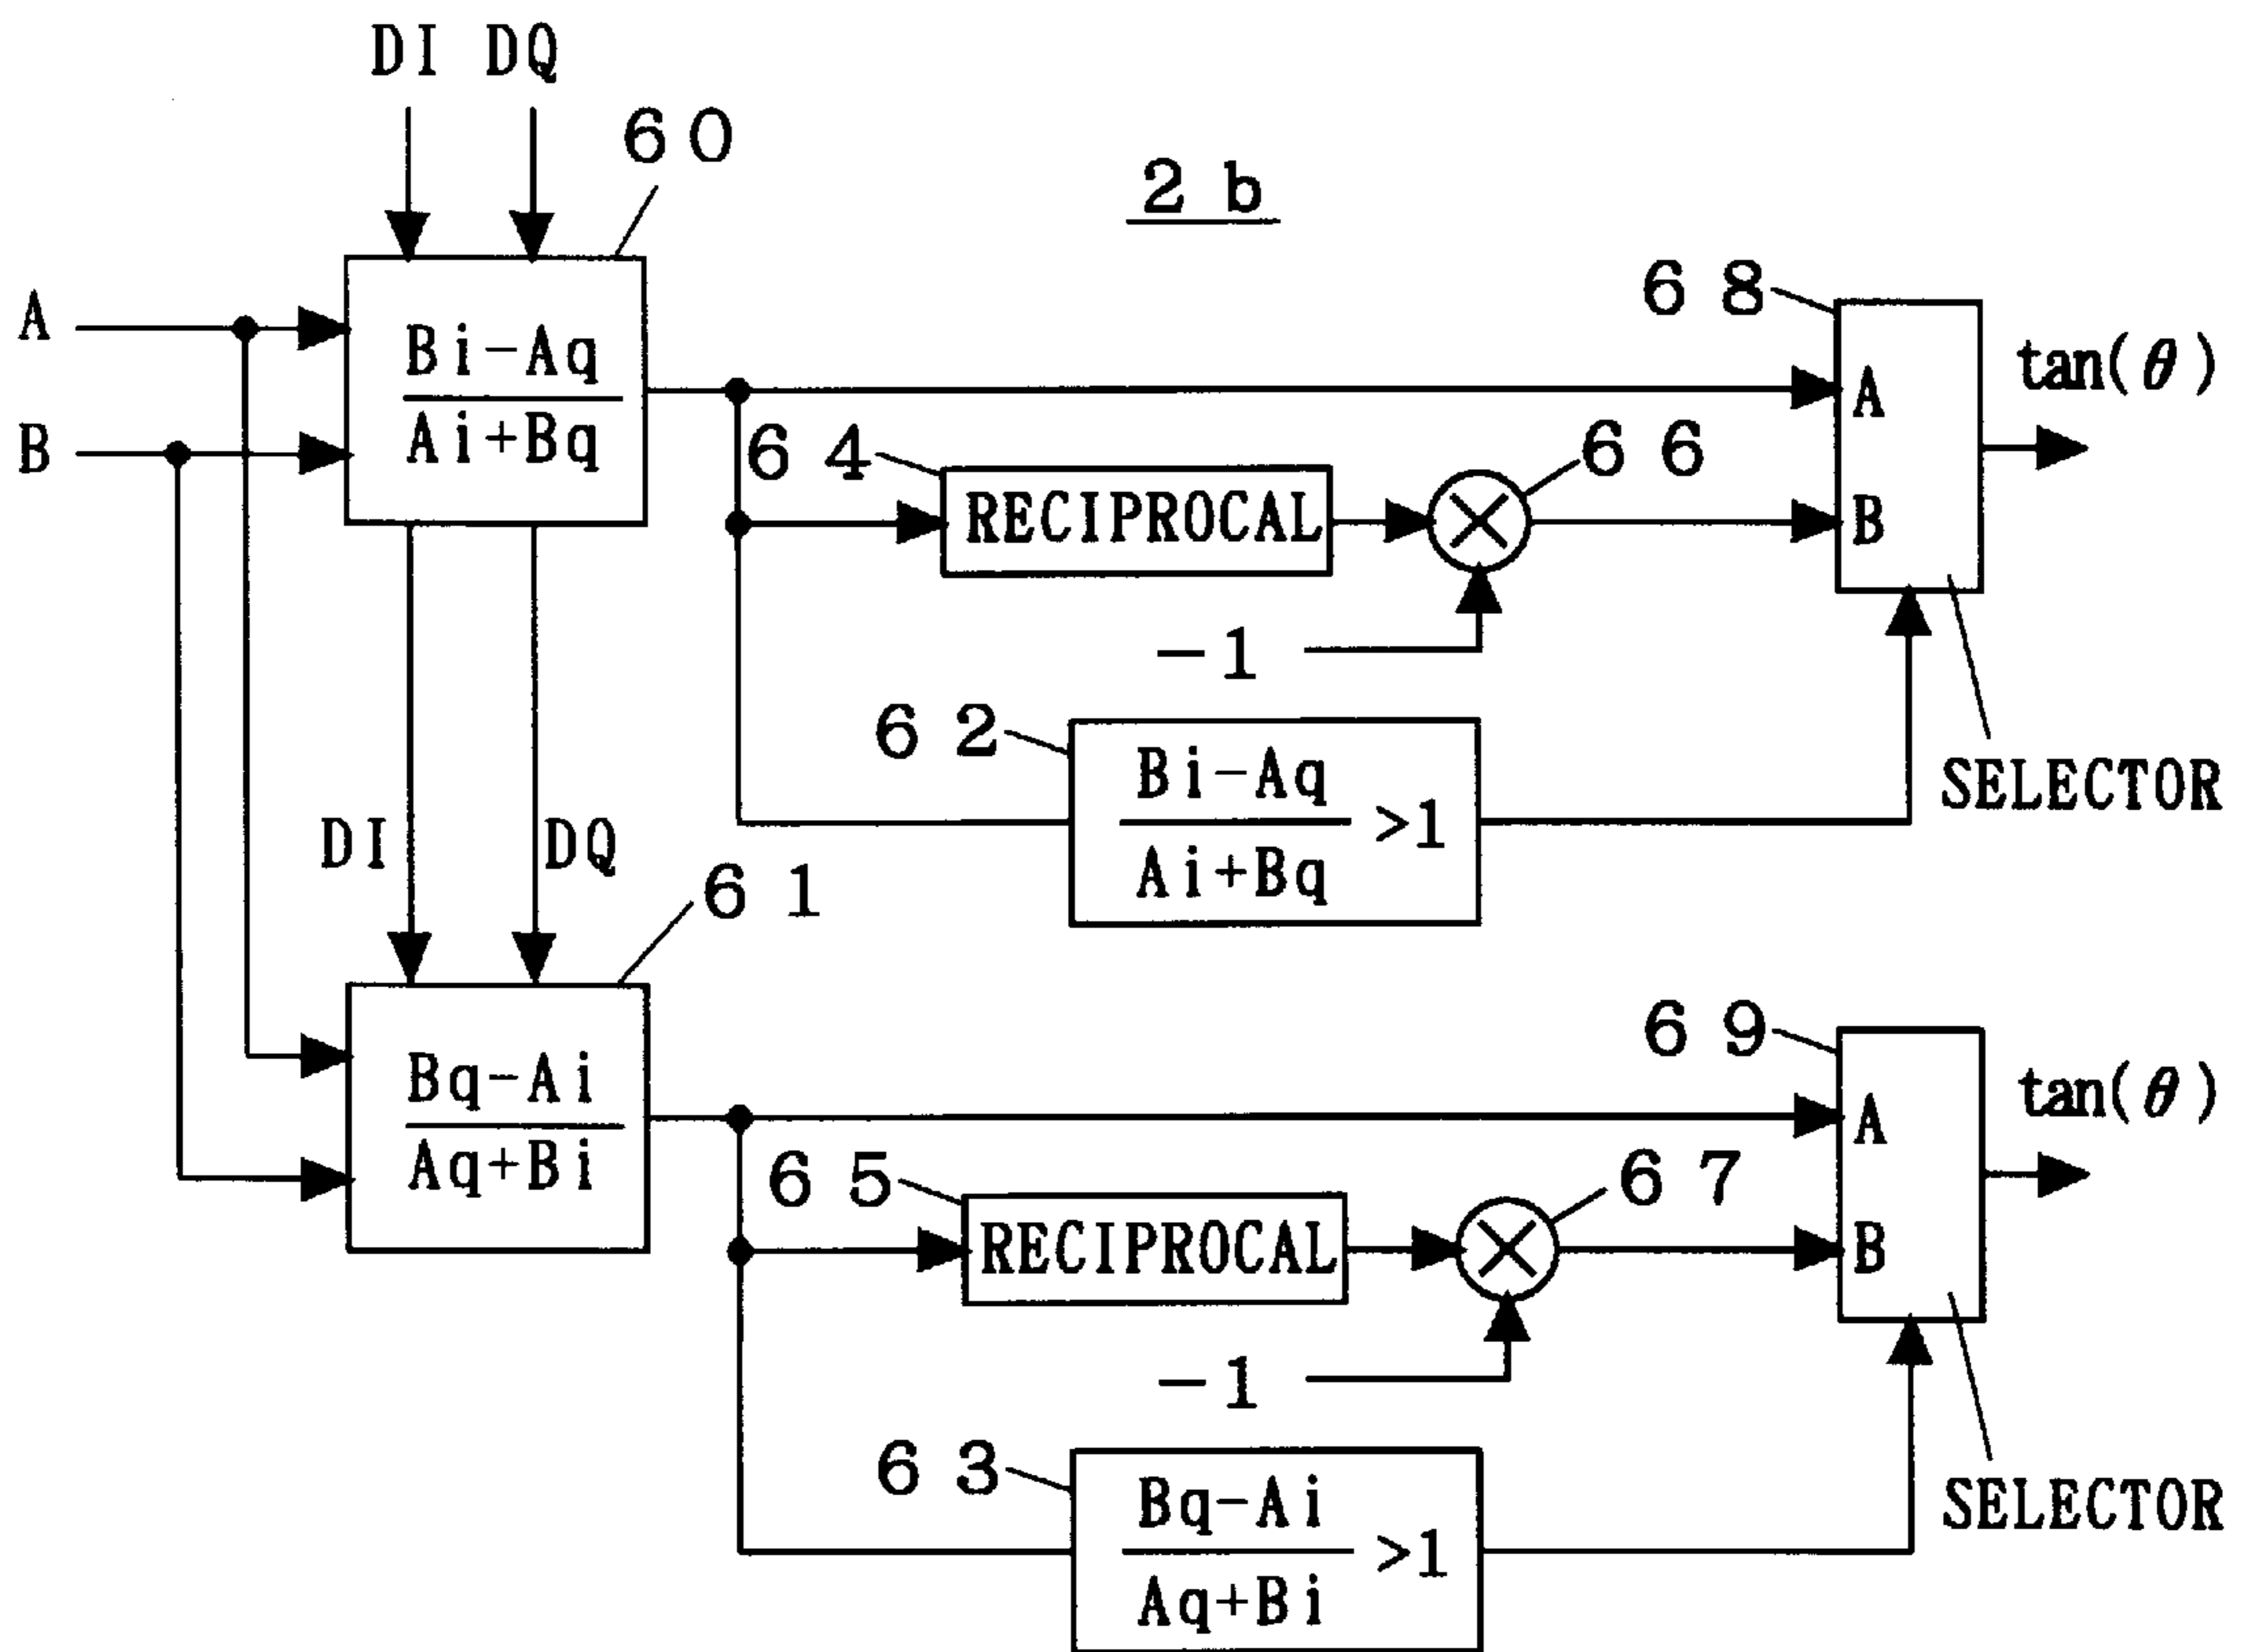 DI DQ
60
2b
A
B
Bi-Aq
Ai+Bq
68
A
B
tan(θ)
64
RECIPROCAL
66
-1
62
Bi-Aq
Ai+Bq
>1
SELECTOR
DI
DQ
61
Bq-Ai
Aq+Bi
69
A
B
tan(θ)
65
RECIPROCAL
67
-1
63
Bq-Ai
Aq+Bi
>1
SELECTOR